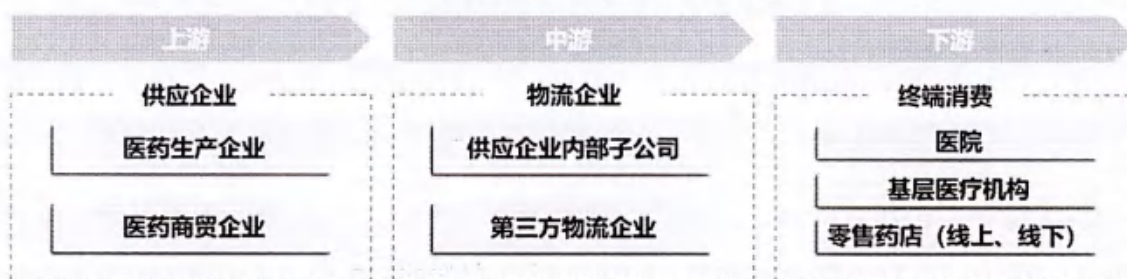 上游
中游
下游
供应企业
物流企业
终端消费
医药生产企业
供应企业内部子公司
医院
基层医疗机构
医药商贸企业
第三方物流企业
零售药店（线上、线下）